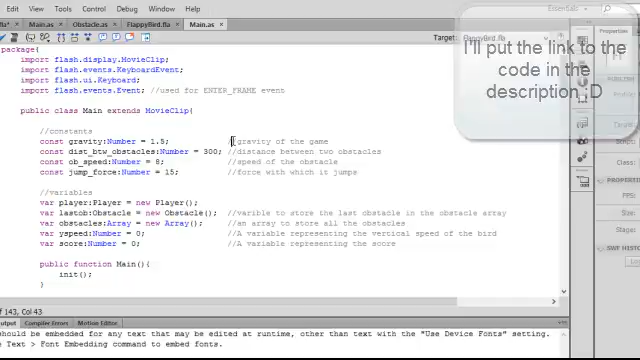 File Edit View Tools Control Debug Window Help
Essentials
Main.as Obstacle.as FlappyBird.fla Main.as
Target: FlappyBird.fla
I'll put the link to the
code in the
description :D
Properties
package{
import flash.display.MovieClip;
import flash.events.KeyboardEvent;
import flash.ui.Keyboard;
import flash.events.Event; //used for ENTER_FRAME event
public class Main extends MovieClip{
//constants
const gravity:Number = 1.5; //gravity of the game
const dist_btw_obstacles:Number = 300; //distance between two obstacles
const ob_speed:Number = 8; //speed of the obstacle
const jump_force:Number = 15; //force with which it jumps
//variables
var player:Player = new Player();
var lastob:Obstacle = new Obstacle(); //varible to store the last obstacle in the obstacle array
var obstacles:Array = new Array(); //an array to store all the obstacles
var yspeed:Number = 0; //A variable representing the vertical speed of the bird
var score:Number = 0; //A variable representing the score
public function Main(){
init();
}
PROPERTIES
Profile:
Class:
Size:
Stage:
SWF HISTO
of 143, Col 43
Output Compiler Errors Motion Editor
should be embedded for any text that may be edited at runtime, other than text with the "Use Device Fonts" setting.
Text > Font Embedding command to embed fonts.